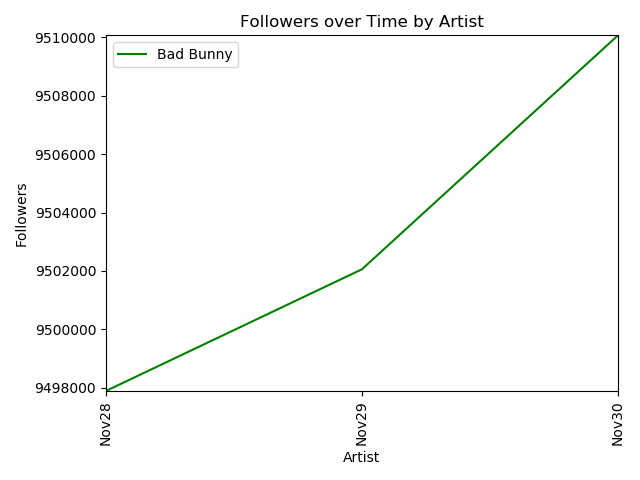 Followers over Time by Artist
Bad Bunny
9510000
9508000
9506000
9504000
9502000
9500000
9498000
Followers
Nov28
Nov29
Nov30
Artist